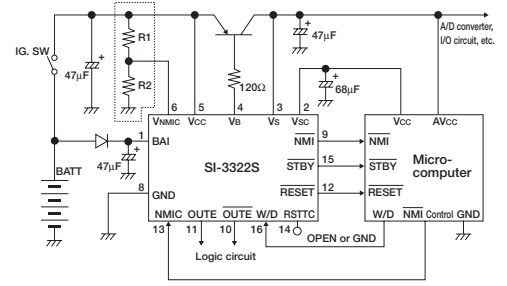 IG. SW
47μF
+
R1
R2
120Ω
+
47μF
+
68μF
A/D converter,
I/O circuit, etc.
6 5 4 3 2
VNMIC VCC VB VS VSC
VCC AVCC
BATT
47μF
+
1 BAI
8
GND
SI-3322S
NMI 9
STBY 15
RESET 12
NMI
STBY
RESET
Micro-
computer
NMIC OUTE OUTE W/D RSTTC
13 11 10 16 14
W/D NMI Control GND
OPEN or GND
Logic circuit